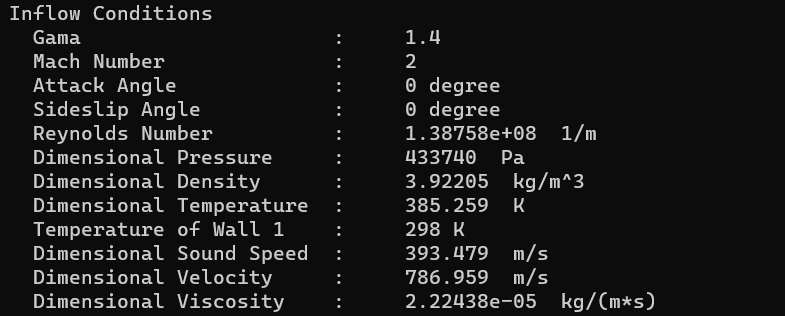 Inflow Conditions
Gama : 1.4
Mach Number : 2
Attack Angle : 0 degree
Sideslip Angle : 0 degree
Reynolds Number : 1.38758e+08 1/m
Dimensional Pressure : 433740 Pa
Dimensional Density : 3.92205 kg/m^3
Dimensional Temperature : 385.259 K
Temperature of Wall 1 : 298 K
Dimensional Sound Speed : 393.479 m/s
Dimensional Velocity : 786.959 m/s
Dimensional Viscosity : 2.22438e-05 kg/(m*s)